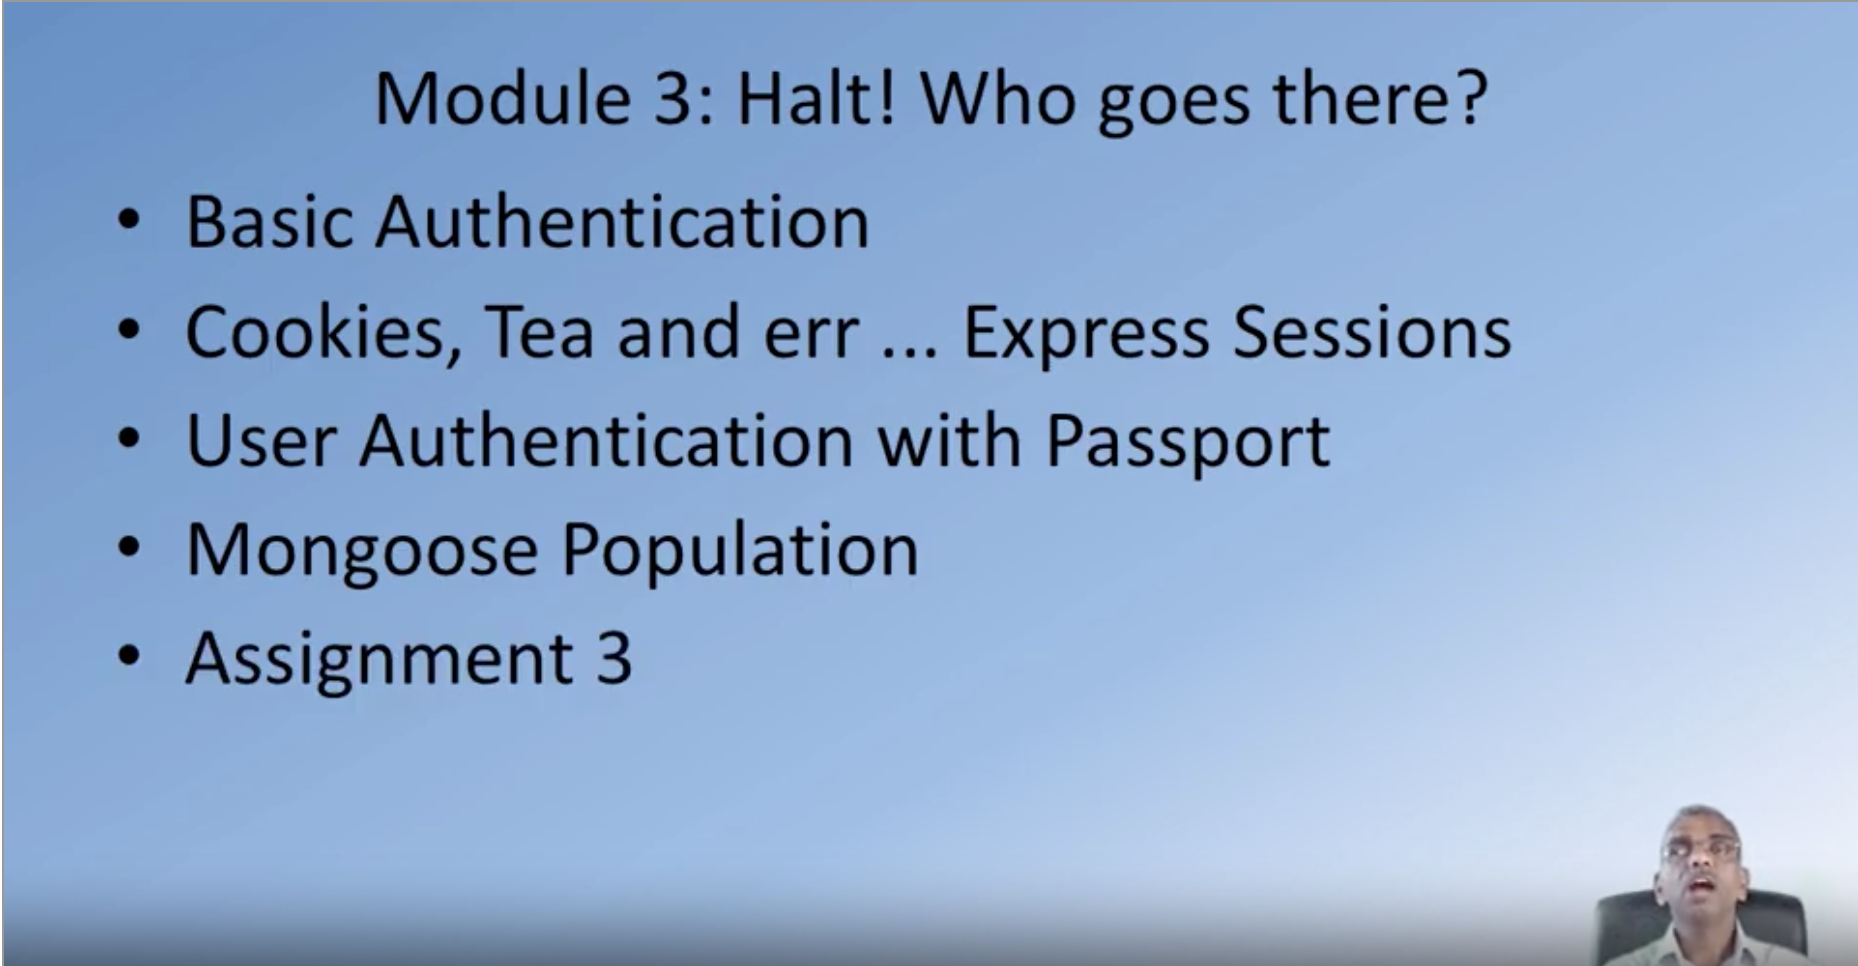 Module 3: Halt! Who goes there?
• Basic Authentication
• Cookies, Tea and err ... Express Sessions
• User Authentication with Passport
• Mongoose Population
• Assignment 3